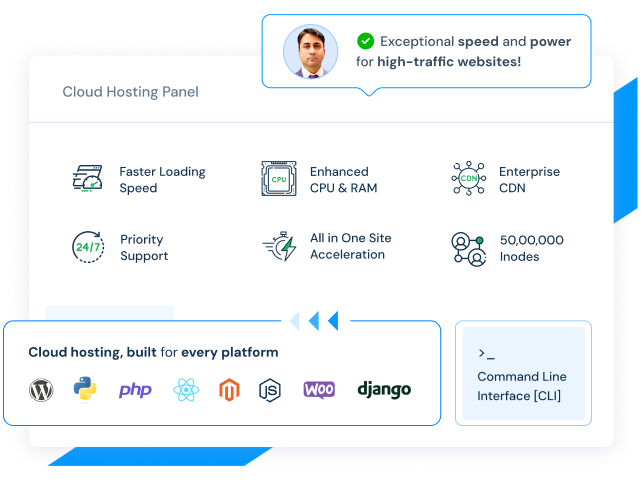 Exceptional speed and power
for high-traffic websites!
Cloud Hosting Panel
Faster Loading
Speed
CPU
Enhanced
CPU & RAM
CDN
Enterprise
CDN
24/7
Priority
Support
All in One Site
Acceleration
50,00,000
Inodes
Cloud hosting, built for every platform
W
php
JS
WOO
django
>_
Command Line
Interface [CLI]